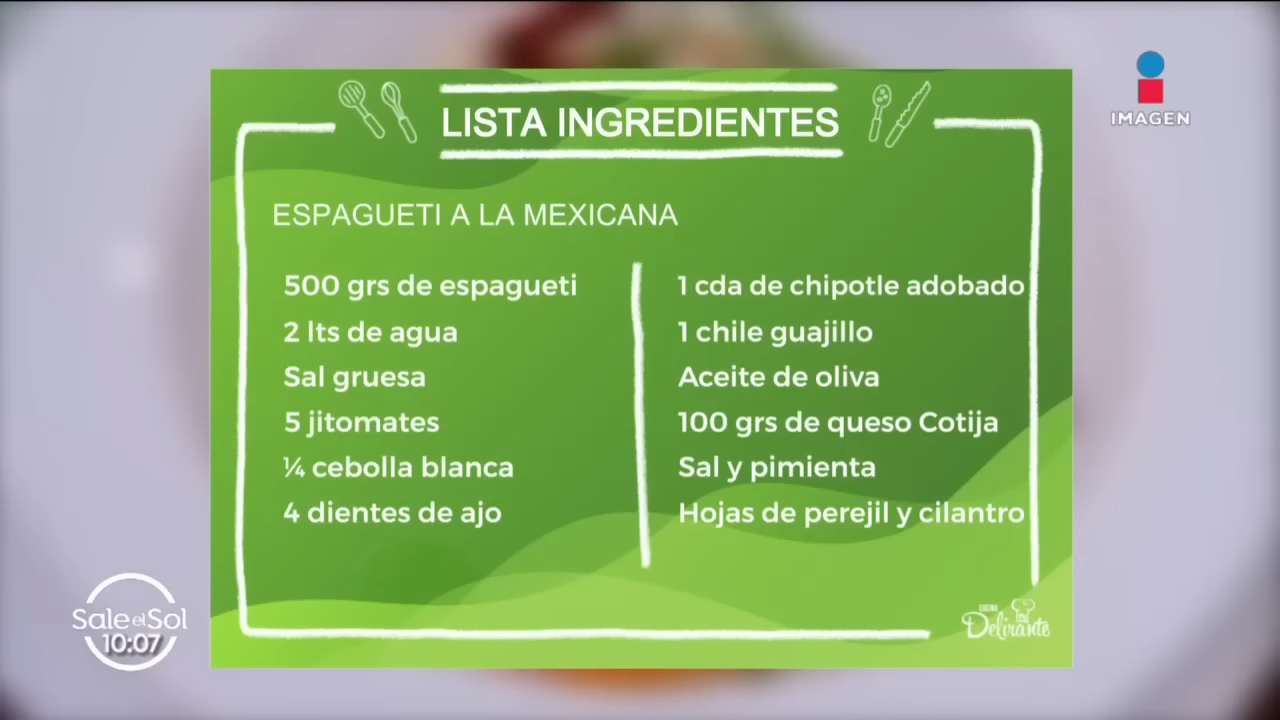 LISTA INGREDIENTES
IMAGEN
ESPAGUETI A LA MEXICANA
500 grs de espagueti
2 lts de agua
Sal gruesa
5 jitomates
¼ cebolla blanca
4 dientes de ajo
1 cda de chipotle adobado
1 chile guajillo
Aceite de oliva
100 grs de queso Cotija
Sal y pimienta
Hojas de perejil y cilantro
Sale el Sol
10:07
COCINA
Delirante